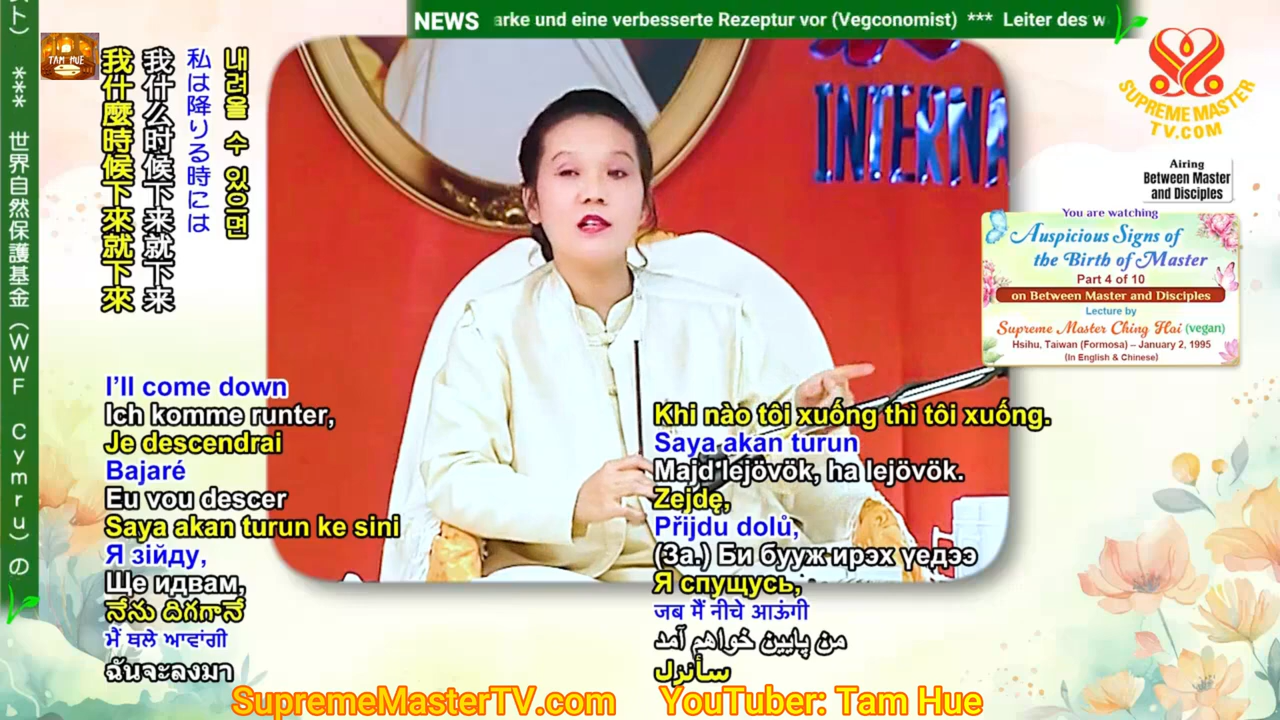 NEWS arke und eine verbesserte Rezeptur vor (Vegconomist) *** Leiter des w
スト） *** 世界自然保護基金（WWF Cymru）の
TAM HUE
我什麼時候下來就下來
我什么时候下来就下来
私は降りる時には
내려올 수 있으면
INTERNA
SUPREME MASTER
TV.COM
Airing
Between Master
and Disciples
You are watching
Auspicious Signs of
the Birth of Master
Part 4 of 10
on Between Master and Disciples
Lecture by
Supreme Master Ching Hai (vegan)
Hsihu, Taiwan (Formosa) – January 2, 1995
(In English & Chinese)
I’ll come down
Ich komme runter,
Je descendrai
Bajaré
Eu vou descer
Saya akan turun ke sini
Я зійду,
Ще идвам,
నేను దిగగానే
ਮੈਂ ਥਲੇ ਆਵਾਂਗੀ
ฉันจะลงมา
Khi nào tôi xuống thì tôi xuống.
Saya akan turun
Majd lejövök, ha lejövök.
Zejdę,
Přijdu dolů,
(За.) Би бууж ирэх үедээ
Я спущусь,
जब मैं नीचे आऊंगी
من پایین خواهم آمد
سأنزل
SupremeMasterTV.com YouTuber: Tam Hue